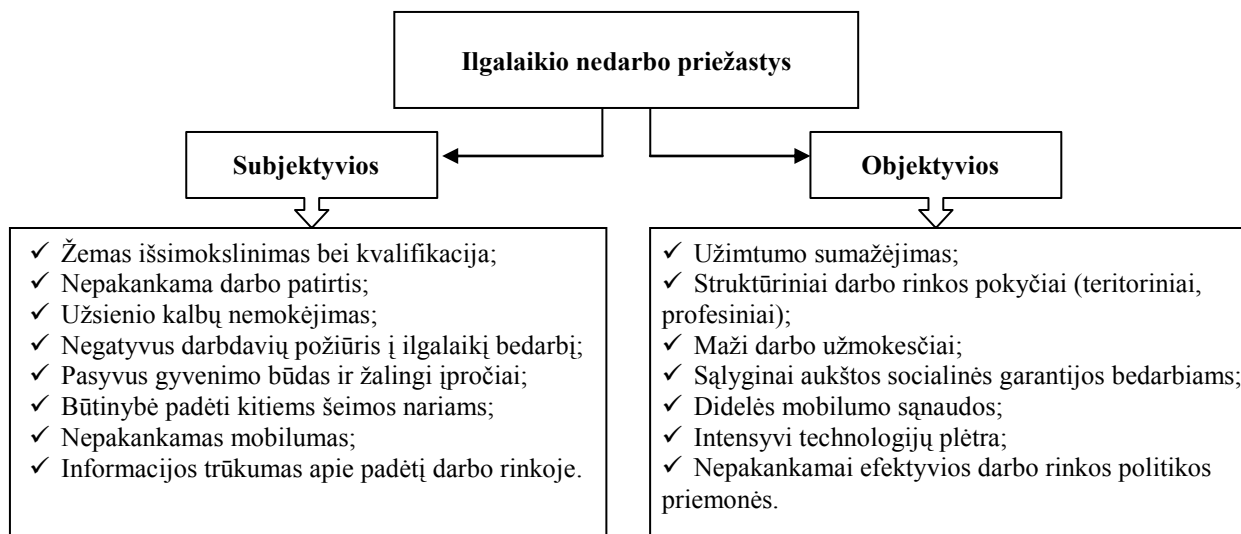 Ilgalaikio nedarbo priežastys
Subjektyvios
✓ Žemas išsimokslinimas bei kvalifikacija;
✓ Nepakankama darbo patirtis;
✓ Užsienio kalbų nemokėjimas;
✓ Negatyvus darbdavių požiūris į ilgalaikį bedarbį;
✓ Pasyvus gyvenimo būdas ir žalingi įpročiai;
✓ Būtinybė padėti kitiems šeimos nariams;
✓ Nepakankamas mobilumas;
✓ Informacijos trūkumas apie padėtį darbo rinkoje.
Objektyvios
✓ Užimtumo sumažėjimas;
✓ Struktūriniai darbo rinkos pokyčiai (teritoriniai,
profesiniai);
✓ Maži darbo užmokesčiai;
✓ Sąlyginai aukštos socialinės garantijos bedarbiams;
✓ Didelės mobilumo sąnaudos;
✓ Intensyvi technologijų plėtra;
✓ Nepakankamai efektyvios darbo rinkos politikos
priemonės.